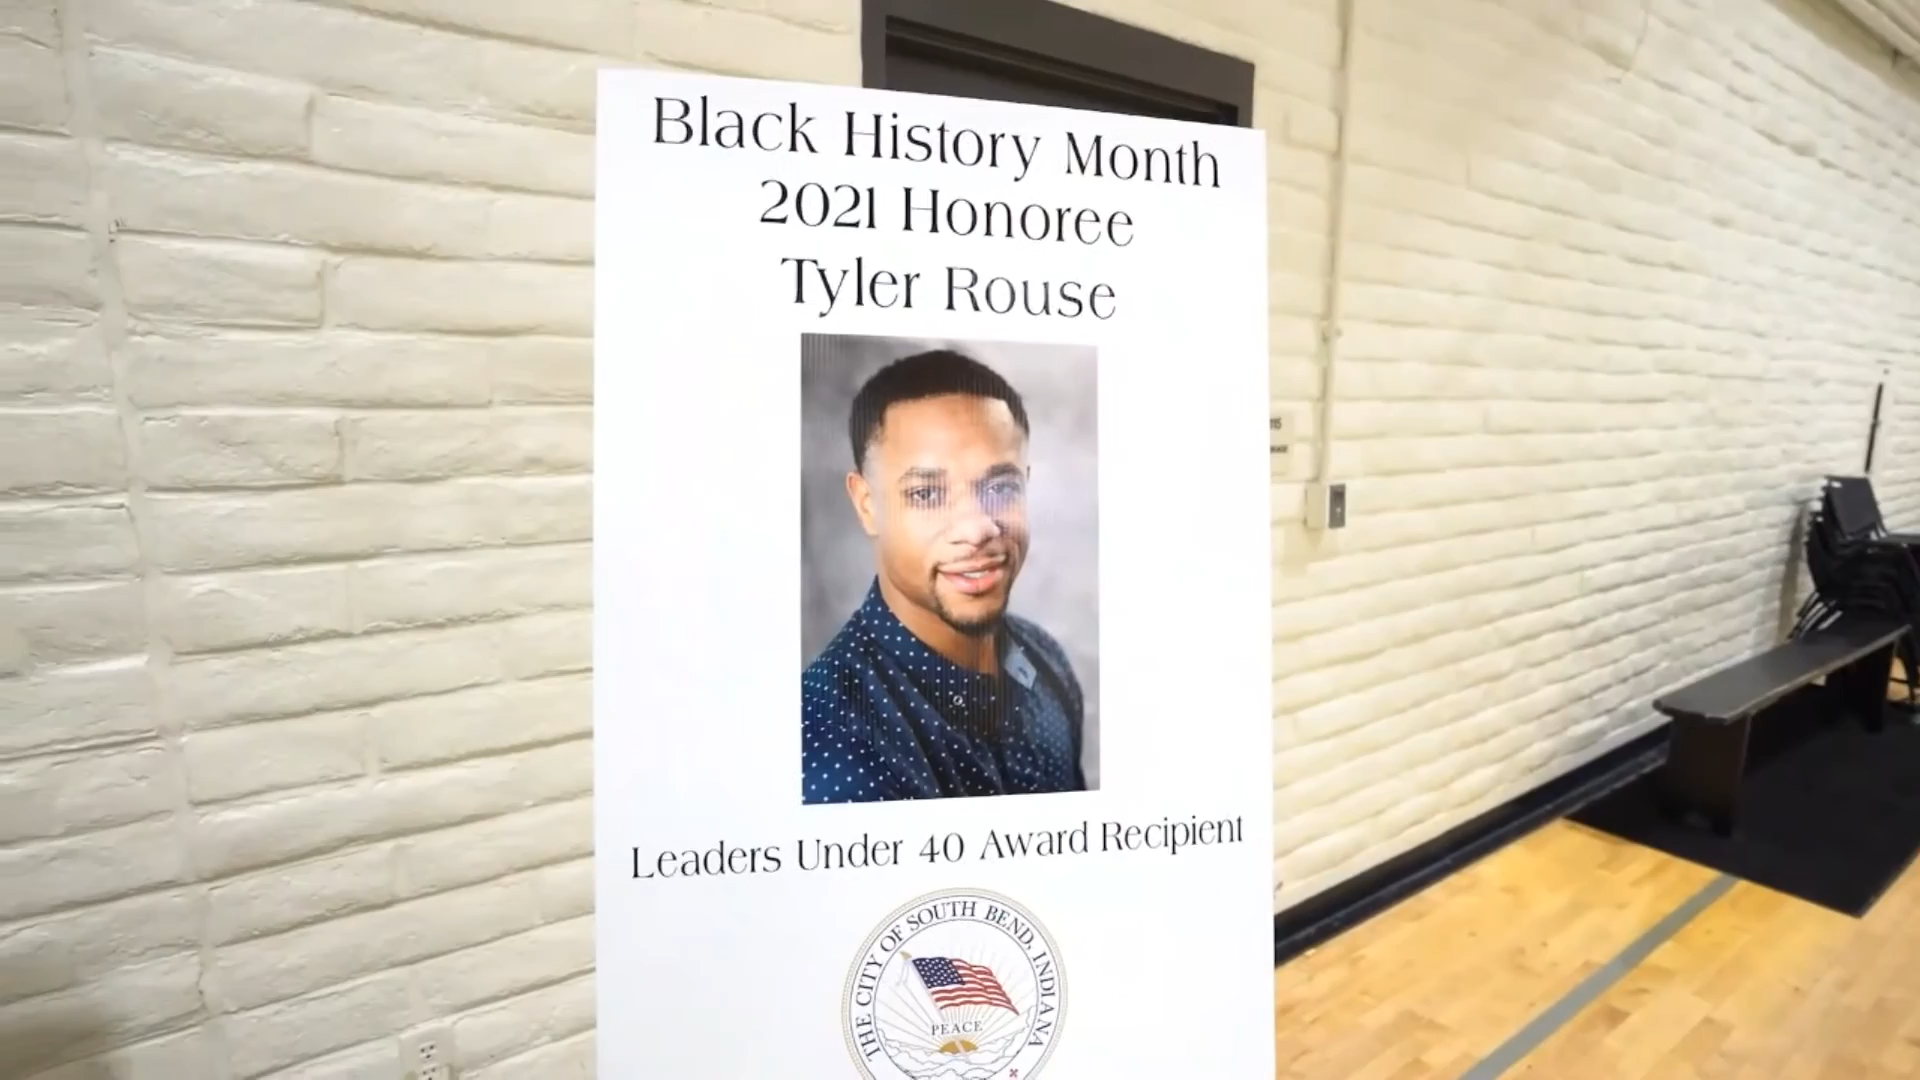 Black History Month
2021 Honoree
Tyler Rouse
Leaders Under 40 Award Recipient
THE CITY OF SOUTH BEND, INDIANA
PEACE